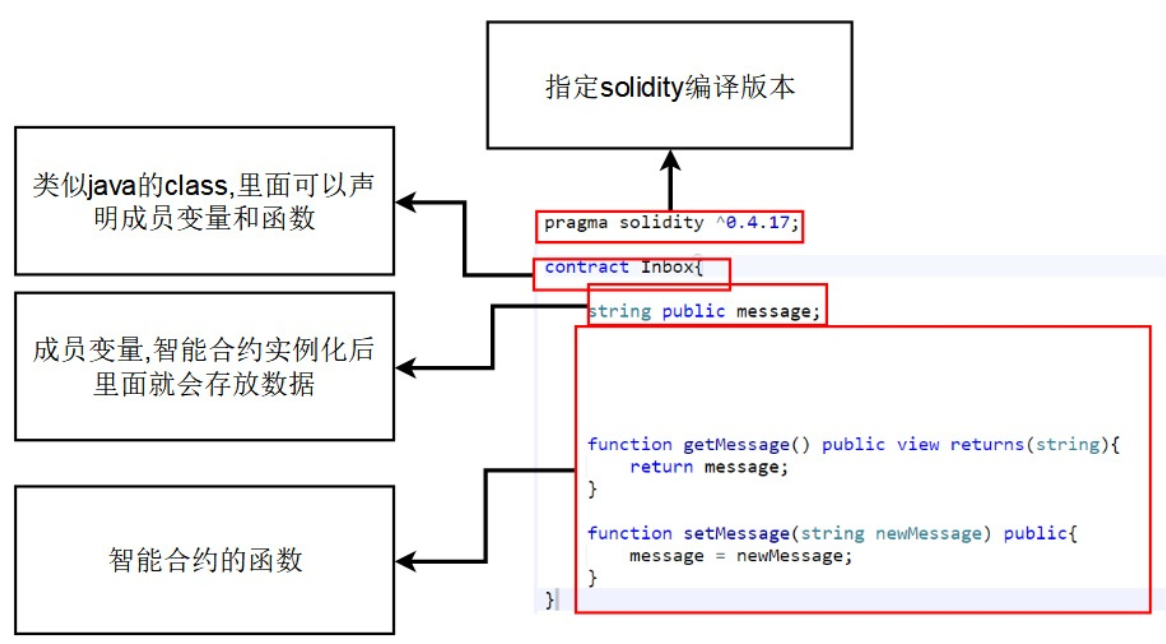 指定solidity编译版本
类似java的class,里面可以声
明成员变量和函数
成员变量,智能合约实例化后
里面就会存放数据
智能合约的函数
pragma solidity ^0.4.17;
contract Inbox{
string public message;
function getMessage() public view returns(string){
return message;
}
function setMessage(string newMessage) public{
message = newMessage;
}
}